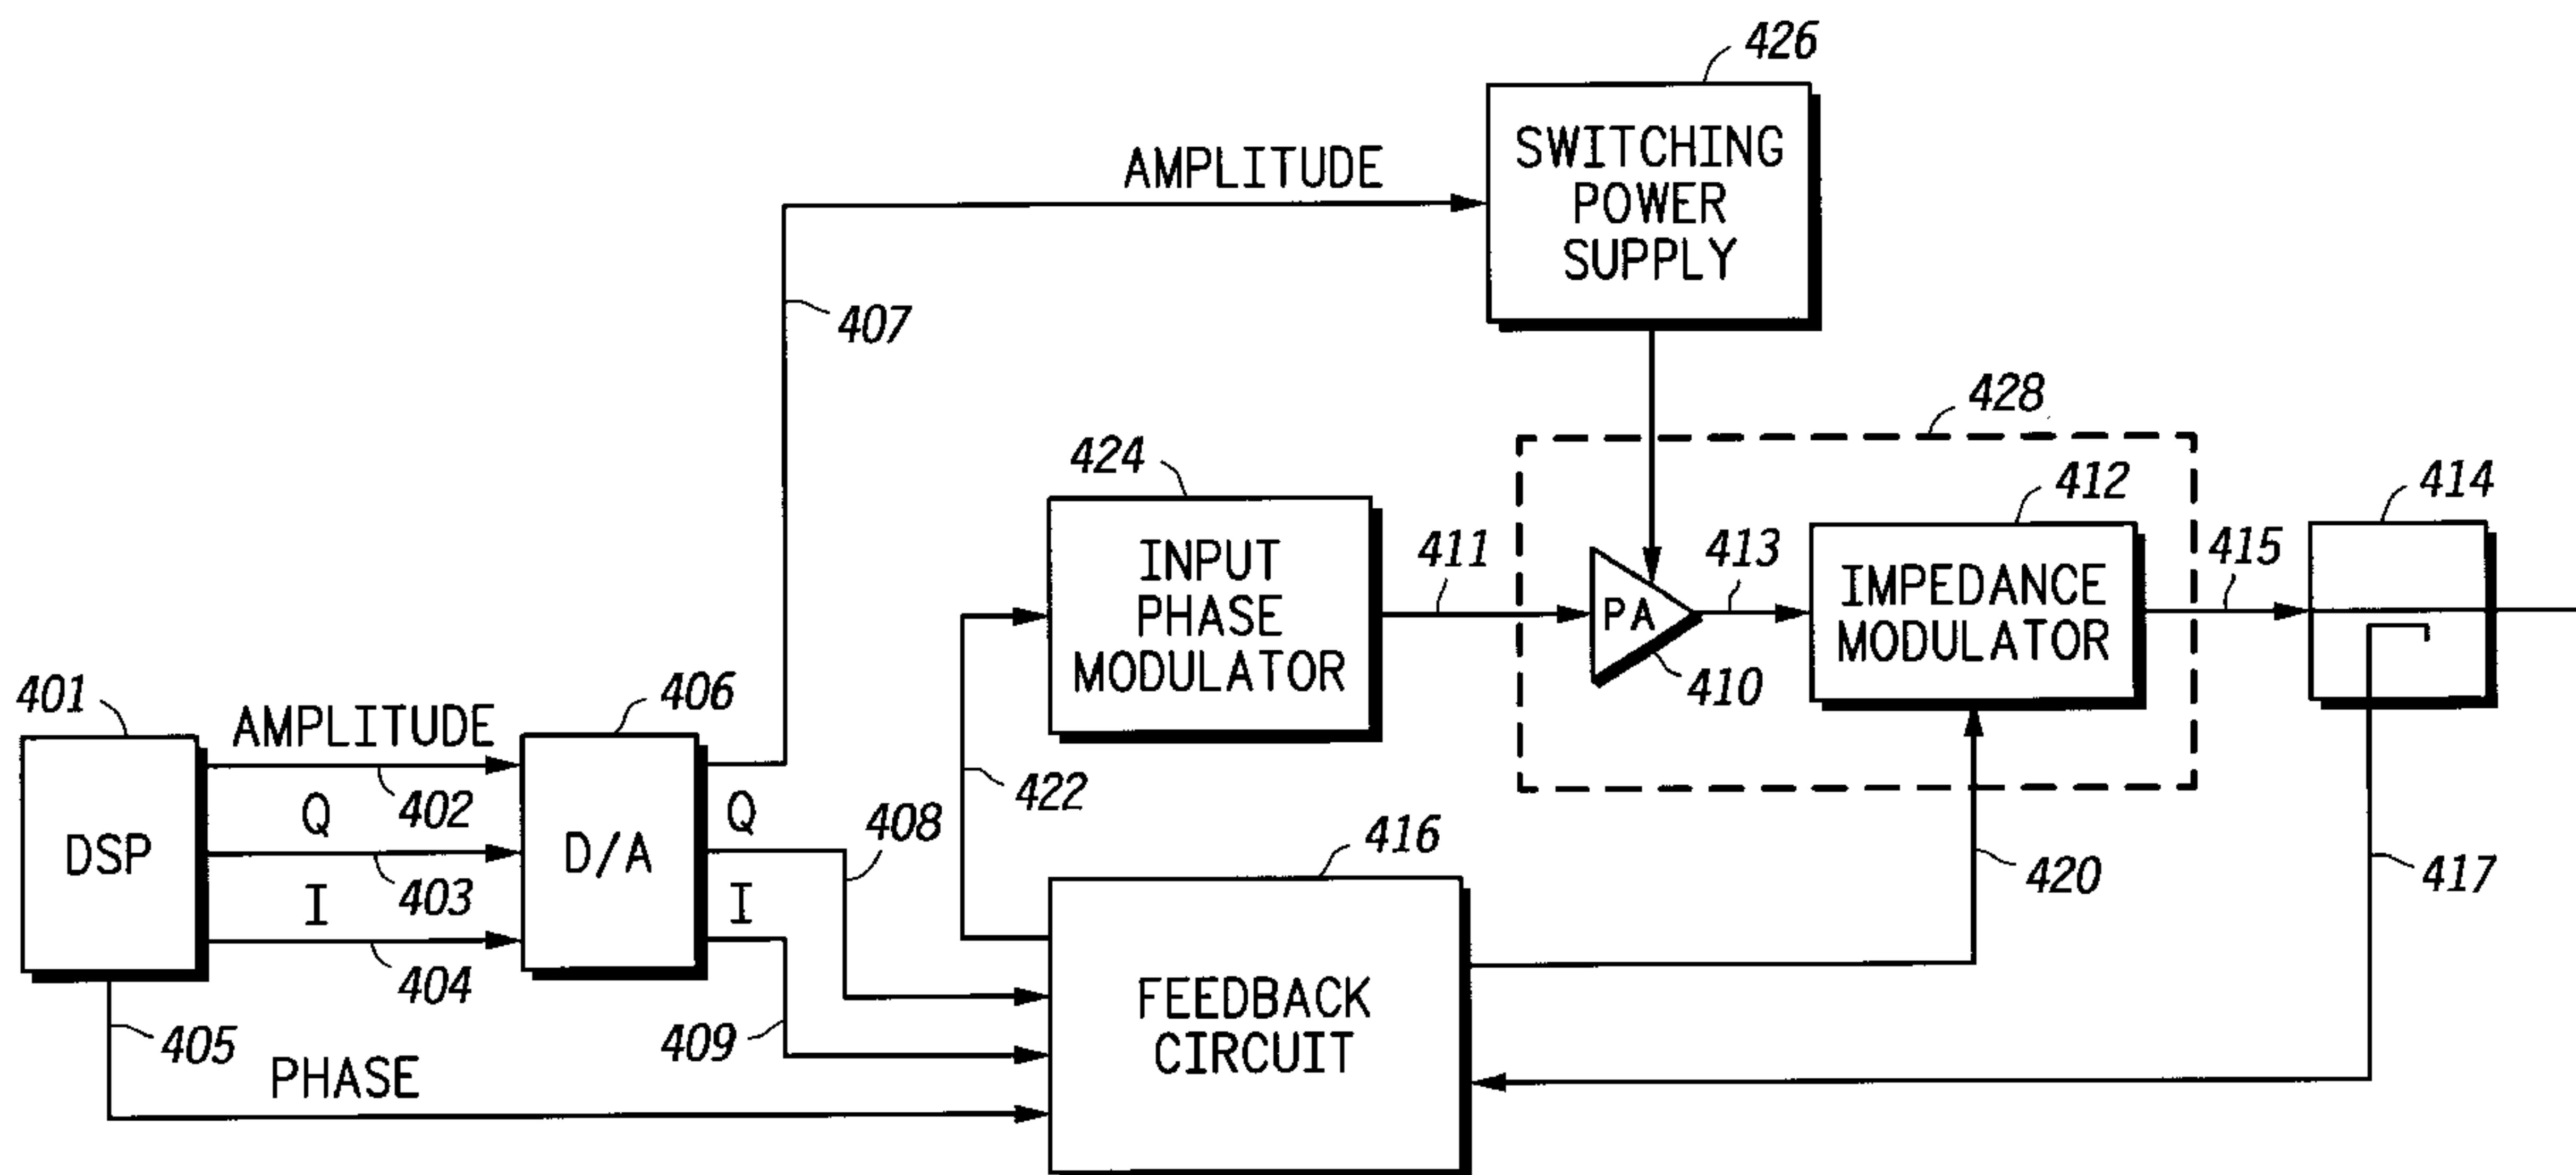 426
SWITCHING
POWER
SUPPLY
AMPLITUDE
407
428
424
412
414
INPUT
PHASE
MODULATOR
411
PA
413
IMPEDANCE
MODULATOR
415
410
401
AMPLITUDE
406
402
Q
422
Q
408
416
DSP
D/A
403
I
I
420
417
404
FEEDBACK
CIRCUIT
405
409
PHASE